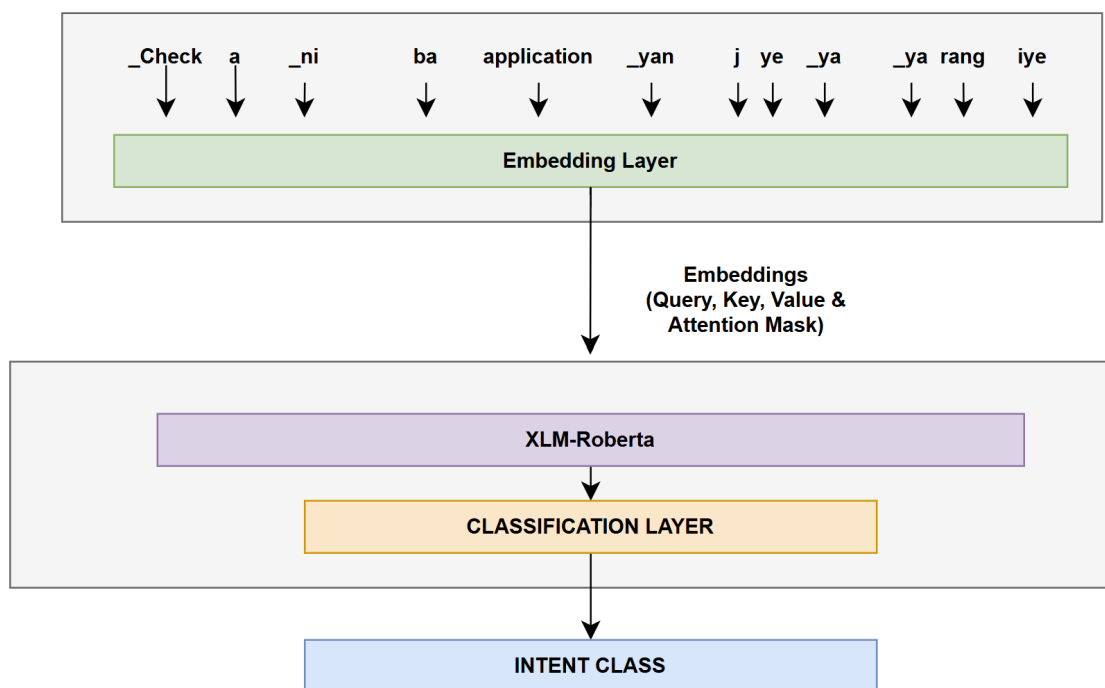 _Check a _ni ba application _yan j ye _ya _ya rang iye
Embedding Layer
Embeddings
(Query, Key, Value &
Attention Mask)
XLM-Roberta
CLASSIFICATION LAYER
INTENT CLASS